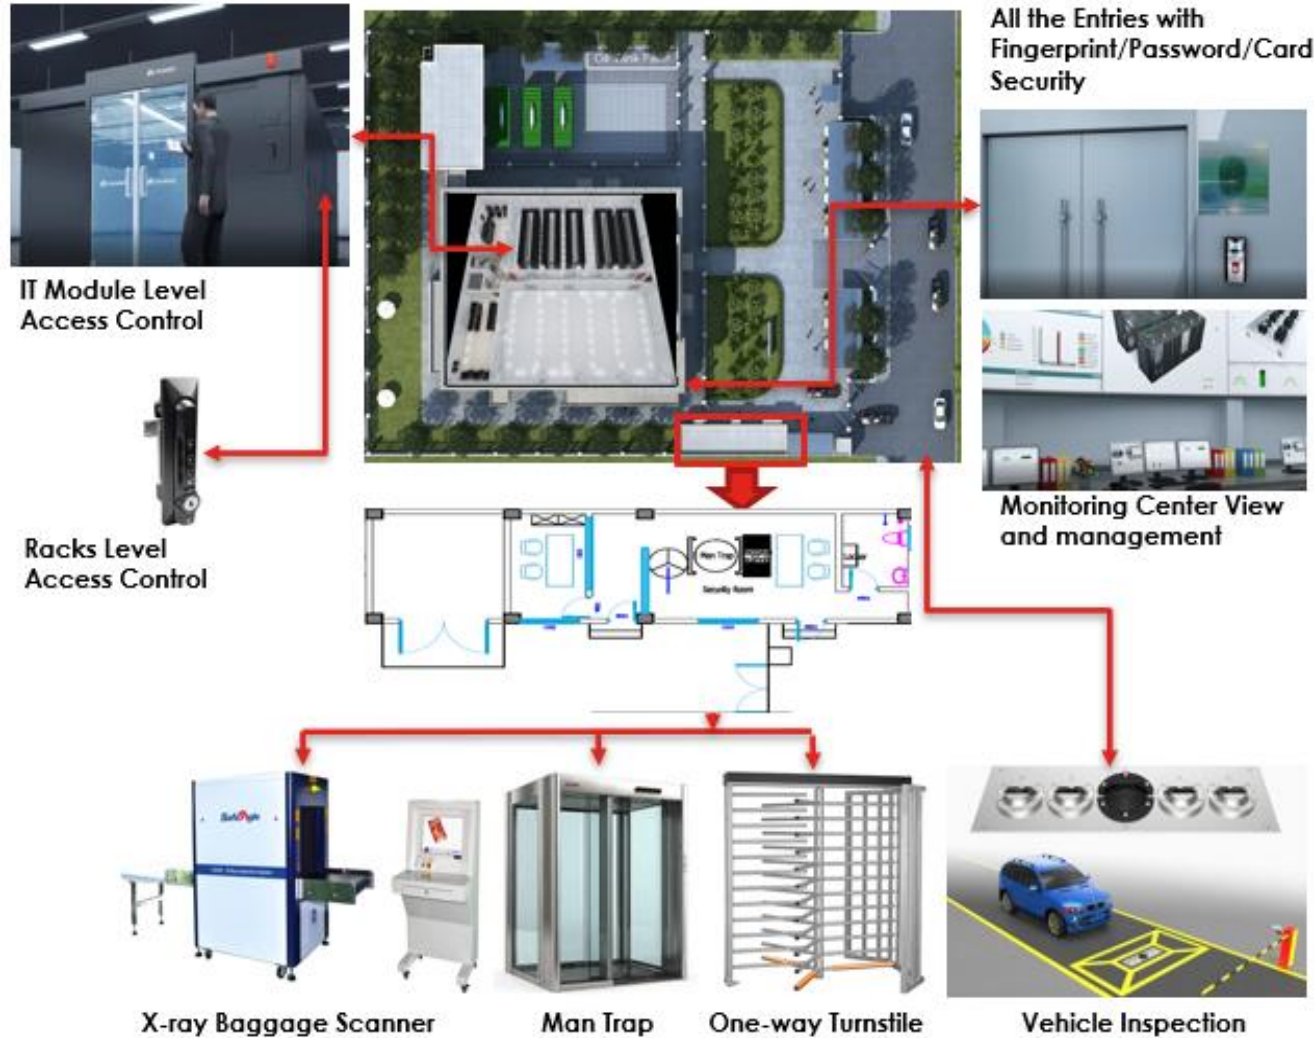 All the Entries with
Fingerprint/Password/Card
Security
IT Module Level
Access Control
Racks Level
Access Control
Monitoring Center View
and management
Man Trap
Security Room
X-ray Baggage Scanner
Man Trap
One-way Turnstile
Vehicle Inspection